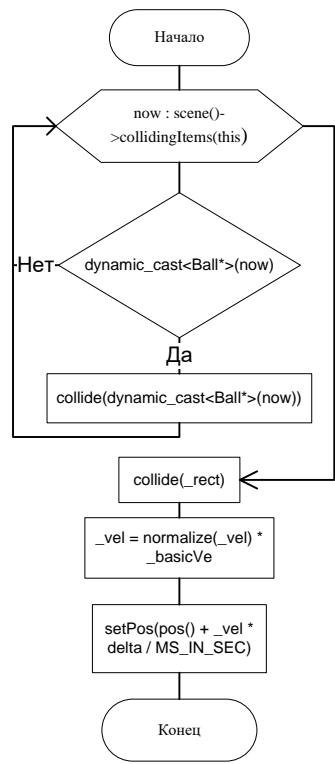 Начало
now : scene()-
>collidingItems(this)
dynamic_cast<Ball*>(now)
Нет
Да
collide(dynamic_cast<Ball*>(now))
collide(_rect)
_vel = normalize(_vel) *
_basicVe
setPos(pos() + _vel *
delta / MS_IN_SEC)
Конец